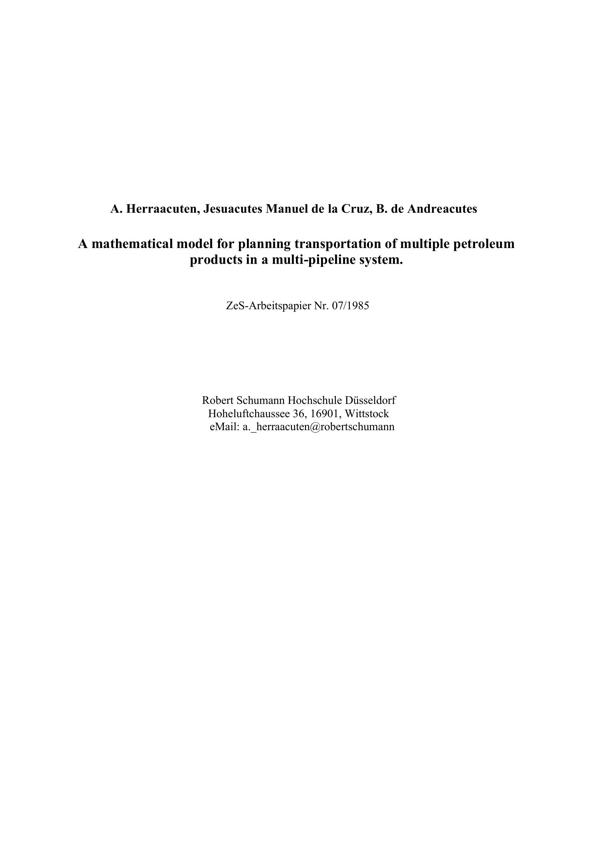 A. Herraacuten, Jesuacutes Manuel de la Cruz, B. de Andreacutes
A mathematical model for planning transportation of multiple petroleum
products in a multi-pipeline system.
ZeS-Arbeitspapier Nr. 07/1985
Robert Schumann Hochschule Düsseldorf
Hoheluftchaussee 36, 16901, Wittstock
eMail: a._herraacuten@robertschumann